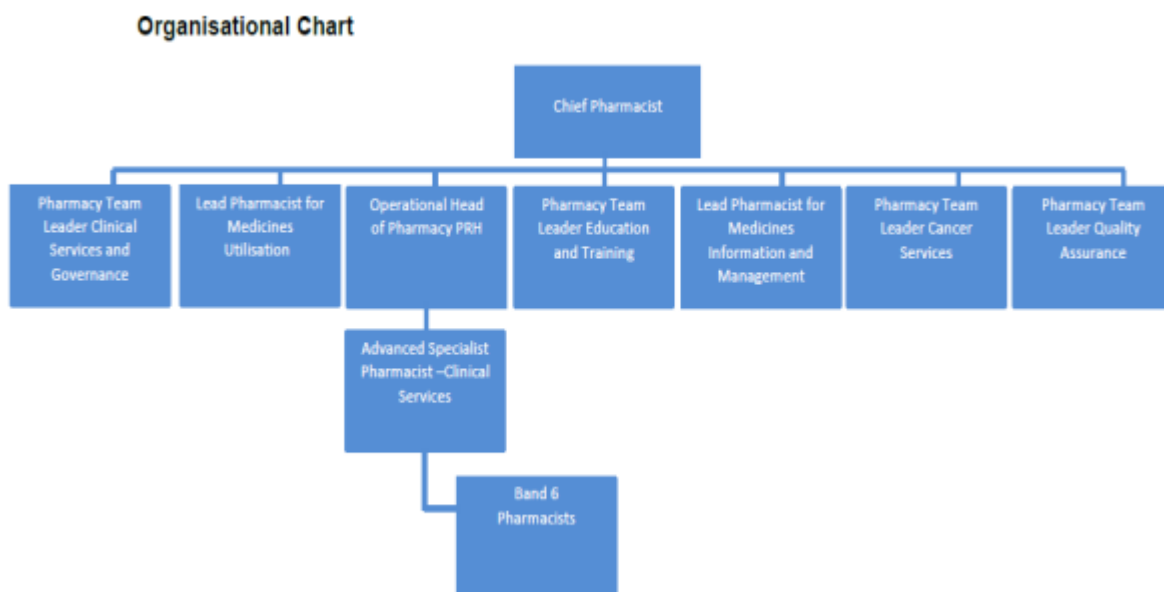 Organisational Chart
Chief Pharmacist
Pharmacy Team
Leader Clinical
Services and
Governance
Lead Pharmacist for
Medicines
Utilisation
Operational Head
of Pharmacy PRH
Pharmacy Team
Leader Education
and Training
Lead Pharmacist for
Medicines
Information and
Management
Pharmacy Team
Leader Cancer
Services
Pharmacy Team
Leader Quality
Assurance
Advanced Specialist
Pharmacist –Clinical
Services
Band 6
Pharmacists